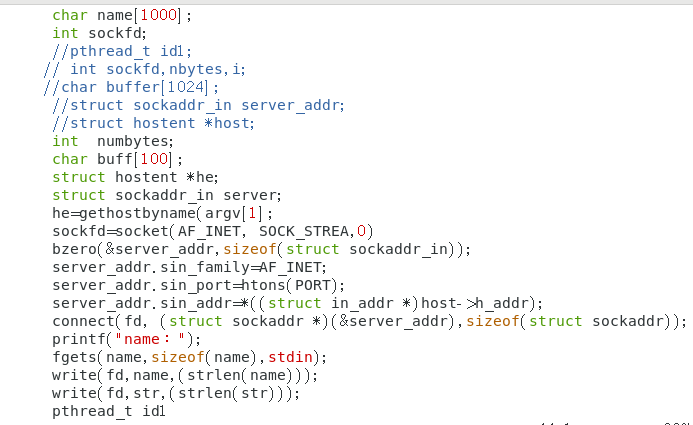 char name[1000];
int sockfd;
//pthread_t id1;
// int sockfd,nbytes,i;
//char buffer[1024];
//struct sockaddr_in server_addr;
//struct hostent *host;
int  numbytes;
char buff[100];
struct hostent *he;
struct sockaddr_in server;
he=gethostbyname(argv[1];
sockfd=socket(AF_INET, SOCK_STREA,0)
bzero(&server_addr,sizeof(struct sockaddr_in));
server_addr.sin_family=AF_INET;
server_addr.sin_port=htons(PORT);
server_addr.sin_addr=*((struct in_addr *)host->h_addr);
connect(fd, (struct sockaddr *)(&server_addr),sizeof(struct sockaddr));
printf("name：");
fgets(name,sizeof(name),stdin);
write(fd,name,(strlen(name)));
write(fd,str,(strlen(str)));
pthread_t id1